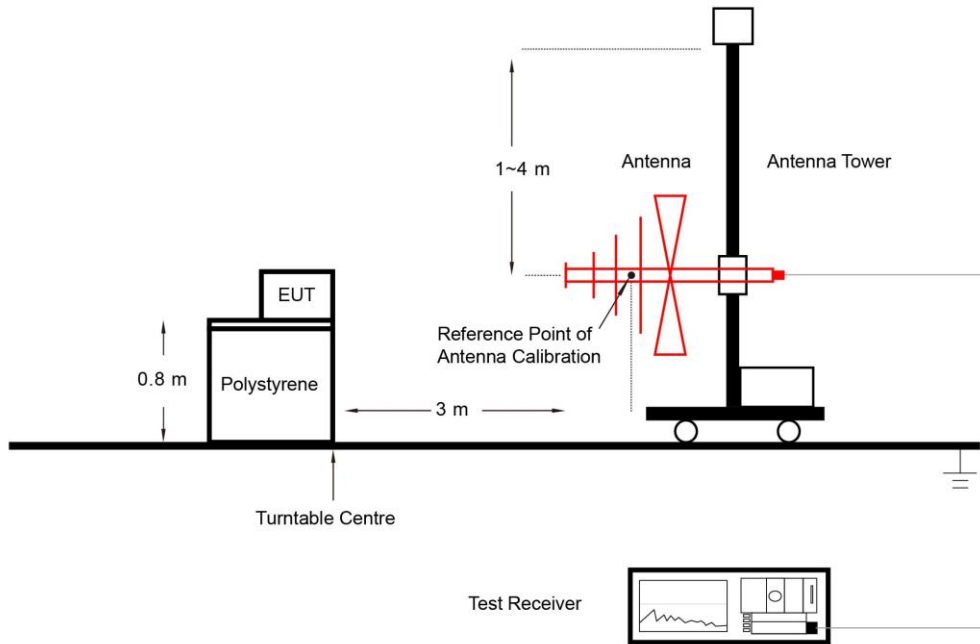 1~4 m
Antenna
Antenna Tower
EUT
Reference Point of
Antenna Calibration
0.8 m
Polystyrene
3 m
Turntable Centre
Test Receiver